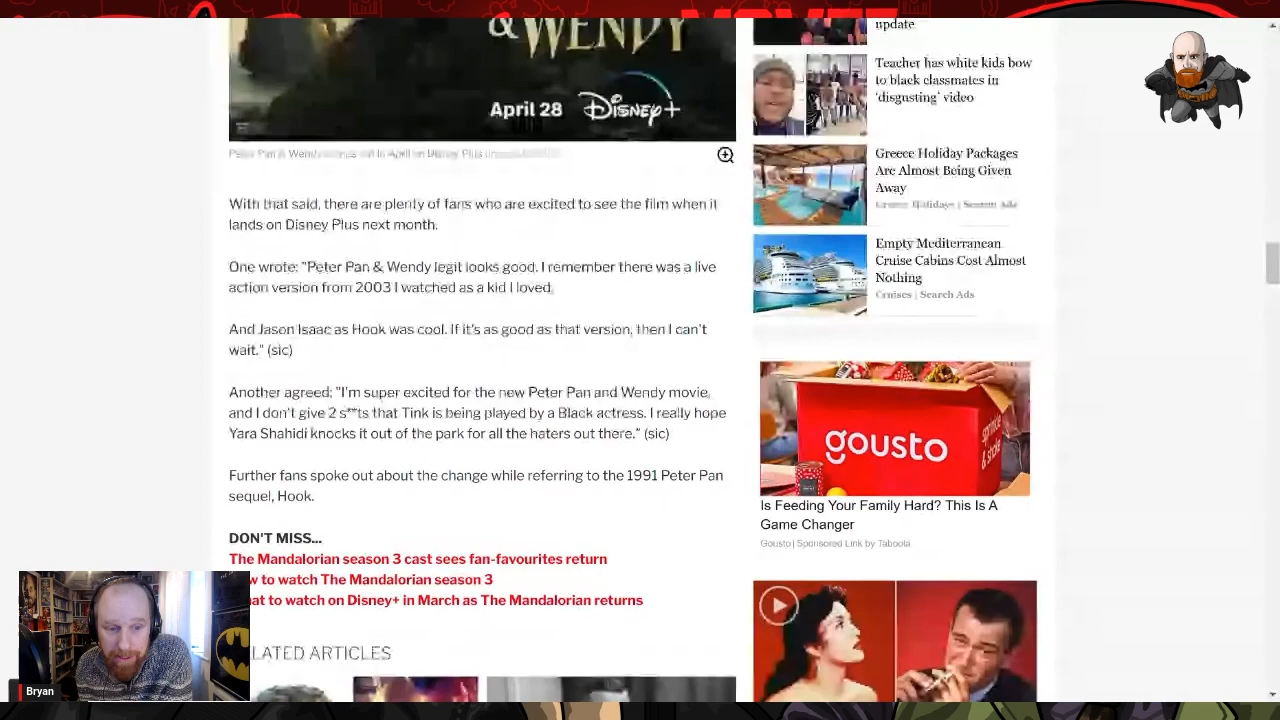 & WENDY
April 28 Disney+
Peter Pan & Wendy
in April on Disney Plus
With that said, there are plenty of fans who are excited to see the film when it
lands on Disney Plus next month.
One wrote: "Peter Pan & Wendy legit looks good. I remember there was a live
action version from 2003 I watched as a kid I loved.
And Jason Isaac as Hook was cool. If it's as good as that version, then I can't
wait." (sic)
Another agreed: "I'm super excited for the new Peter Pan and Wendy movie,
and I don't give 2 s**ts that Tink is being played by a Black actress. I really hope
Yara Shahidi knocks it out of the park for all the haters out there." (sic)
Further fans spoke out about the change while referring to the 1991 Peter Pan
sequel, Hook.
DON'T MISS...
The Mandalorian season 3 cast sees fan-favourites return
w to watch The Mandalorian season 3
at to watch on Disney+ in March as The Mandalorian returns
LATED ARTICLES
Bryan
update
Teacher has white kids bow
to black classmates in
'disgusting' video
Greece Holiday Packages
Are Almost Being Given
Away
Greece Holidays | Search Ads
Empty Mediterranean
Cruise Cabins Cost Almost
Nothing
Cruises | Search Ads
gousto
Is Feeding Your Family Hard? This Is A
Game Changer
Gousto | Sponsored Link by Taboola